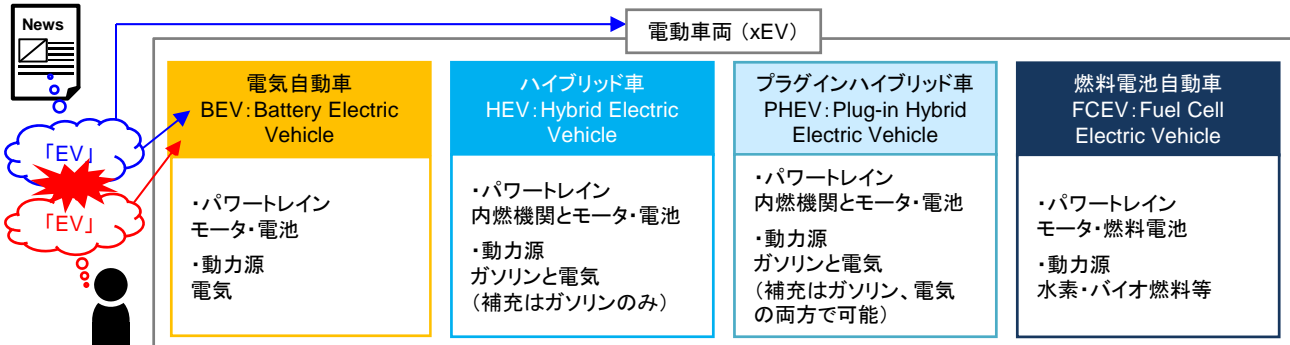 News
電動車両（xEV）
「EV」
「EV」
電気自動車
BEV：Battery Electric
Vehicle
・パワートレイン
モータ・電池
・動力源
電気
ハイブリッド車
HEV：Hybrid Electric
Vehicle
・パワートレイン
内燃機関とモータ・電池
・動力源
ガソリンと電気
（補充はガソリンのみ）
プラグインハイブリッド車
PHEV：Plug-in Hybrid
Electric Vehicle
・パワートレイン
内燃機関とモータ・電池
・動力源
ガソリンと電気
（補充はガソリン、電気
の両方で可能）
燃料電池自動車
FCEV：Fuel Cell
Electric Vehicle
・パワートレイン
モータ・燃料電池
・動力源
水素・バイオ燃料等